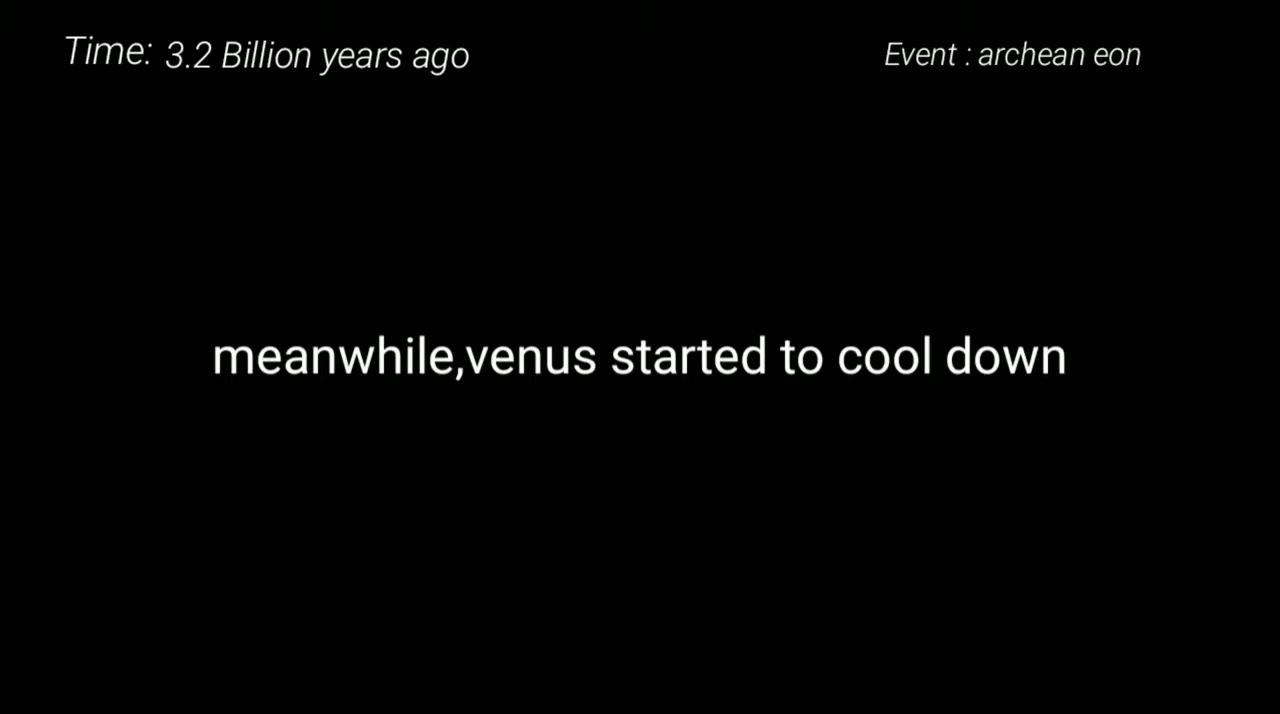 Time: 3.2 Billion years ago
Event : archean eon
meanwhile,venus started to cool down